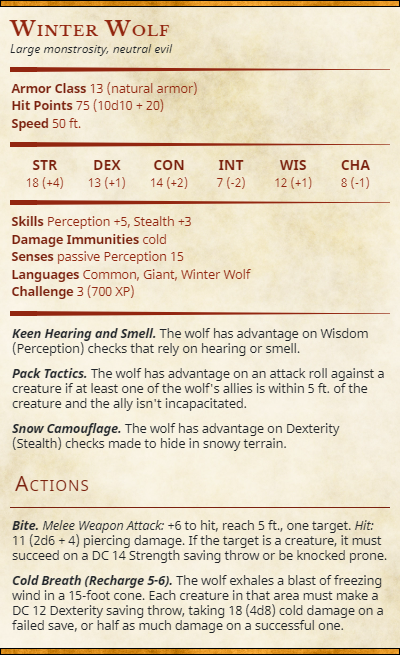 Winter Wolf
Large monstrosity, neutral evil
Armor Class 13 (natural armor)
Hit Points 75 (10d10 + 20)
Speed 50 ft.
STR DEX CON INT WIS CHA
18 (+4) 13 (+1) 14 (+2) 7 (-2) 12 (+1) 8 (-1)
Skills Perception +5, Stealth +3
Damage Immunities cold
Senses passive Perception 15
Languages Common, Giant, Winter Wolf
Challenge 3 (700 XP)
Keen Hearing and Smell. The wolf has advantage on Wisdom
(Perception) checks that rely on hearing or smell.
Pack Tactics. The wolf has advantage on an attack roll against a
creature if at least one of the wolf's allies is within 5 ft. of the
creature and the ally isn't incapacitated.
Snow Camouflage. The wolf has advantage on Dexterity
(Stealth) checks made to hide in snowy terrain.
Actions
Bite. Melee Weapon Attack: +6 to hit, reach 5 ft., one target. Hit:
11 (2d6 + 4) piercing damage. If the target is a creature, it must
succeed on a DC 14 Strength saving throw or be knocked prone.
Cold Breath (Recharge 5-6). The wolf exhales a blast of freezing
wind in a 15-foot cone. Each creature in that area must make a
DC 12 Dexterity saving throw, taking 18 (4d8) cold damage on a
failed save, or half as much damage on a successful one.